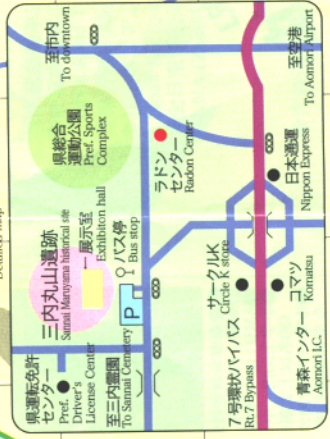 Detailed map
県運転免許
センター
Pref.
Driver's
License Center
三内丸山遺跡
Sannai Maruyama historical site
展示室
Exhibiton hall
県総合
運動公園
Pref. Sports
Complex
至市内
To downtown
至三内霊園
To Sannai Cemetery
P
バス停
Bus stop
ラドン
センター
Radon Center
サークルK
Circle K store
7号環状バイパス
Rt.7 Bypass
コマツ
Komatsu
青森インター
Aomori I.C.
日本通運
Nippon Express
至空港
To Aomori Airport